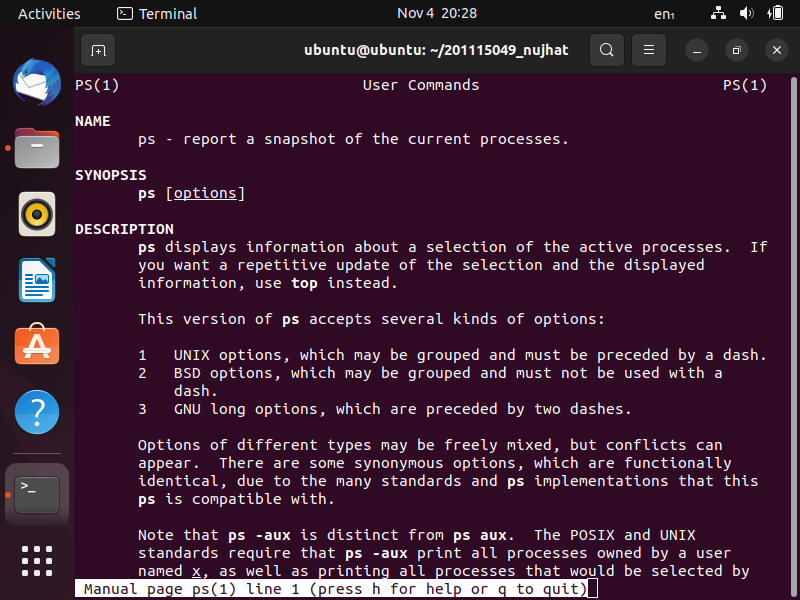 Activities Terminal Nov 4 20:28 en₁
ubuntu@ubuntu: ~/201115049_nujhat
PS(1) User Commands PS(1)
NAME
ps - report a snapshot of the current processes.
SYNOPSIS
ps [options]
DESCRIPTION
ps displays information about a selection of the active processes. If
you want a repetitive update of the selection and the displayed
information, use top instead.
This version of ps accepts several kinds of options:
1 UNIX options, which may be grouped and must be preceded by a dash.
2 BSD options, which may be grouped and must not be used with a
dash.
3 GNU long options, which are preceded by two dashes.
Options of different types may be freely mixed, but conflicts can
appear. There are some synonymous options, which are functionally
identical, due to the many standards and ps implementations that this
ps is compatible with.
Note that ps -aux is distinct from ps aux. The POSIX and UNIX
standards require that ps -aux print all processes owned by a user
named x, as well as printing all processes that would be selected by
Manual page ps(1) line 1 (press h for help or q to quit)